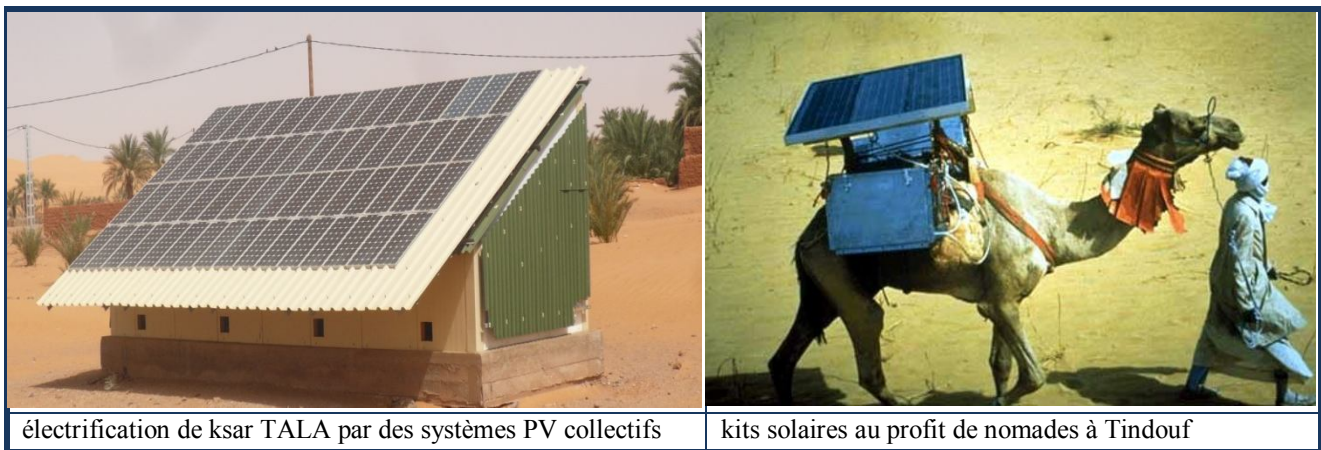 électrification de ksar TALA par des systèmes PV collectifs
kits solaires au profit de nomades à Tindouf